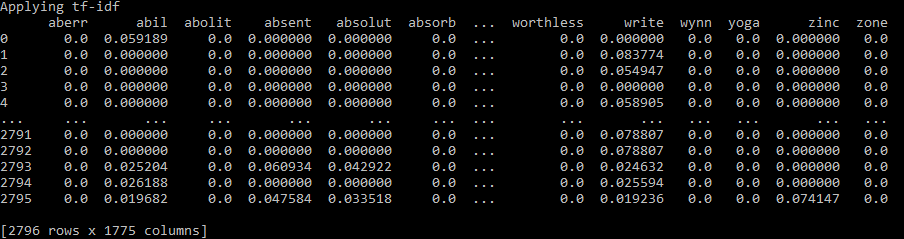 Applying tf-idf
aberr abil abolit absent absolut absorb ... worthless write wynn yoga zinc zone
0 0.0 0.059189 0.0 0.000000 0.000000 0.0 ... 0.0 0.000000 0.0 0.0 0.000000 0.0
1 0.0 0.000000 0.0 0.000000 0.000000 0.0 ... 0.0 0.083774 0.0 0.0 0.000000 0.0
2 0.0 0.000000 0.0 0.000000 0.000000 0.0 ... 0.0 0.054947 0.0 0.0 0.000000 0.0
3 0.0 0.000000 0.0 0.000000 0.000000 0.0 ... 0.0 0.000000 0.0 0.0 0.000000 0.0
4 0.0 0.000000 0.0 0.000000 0.000000 0.0 ... 0.0 0.058905 0.0 0.0 0.000000 0.0
... ... ... ... ... ... ... ... ... ... ... ... ... ...
2791 0.0 0.000000 0.0 0.000000 0.000000 0.0 ... 0.0 0.078807 0.0 0.0 0.000000 0.0
2792 0.0 0.000000 0.0 0.000000 0.000000 0.0 ... 0.0 0.078807 0.0 0.0 0.000000 0.0
2793 0.0 0.025204 0.0 0.060934 0.042922 0.0 ... 0.0 0.024632 0.0 0.0 0.000000 0.0
2794 0.0 0.026188 0.0 0.000000 0.000000 0.0 ... 0.0 0.025594 0.0 0.0 0.000000 0.0
2795 0.0 0.019682 0.0 0.047584 0.033518 0.0 ... 0.0 0.019236 0.0 0.0 0.074147 0.0
[2796 rows x 1775 columns]